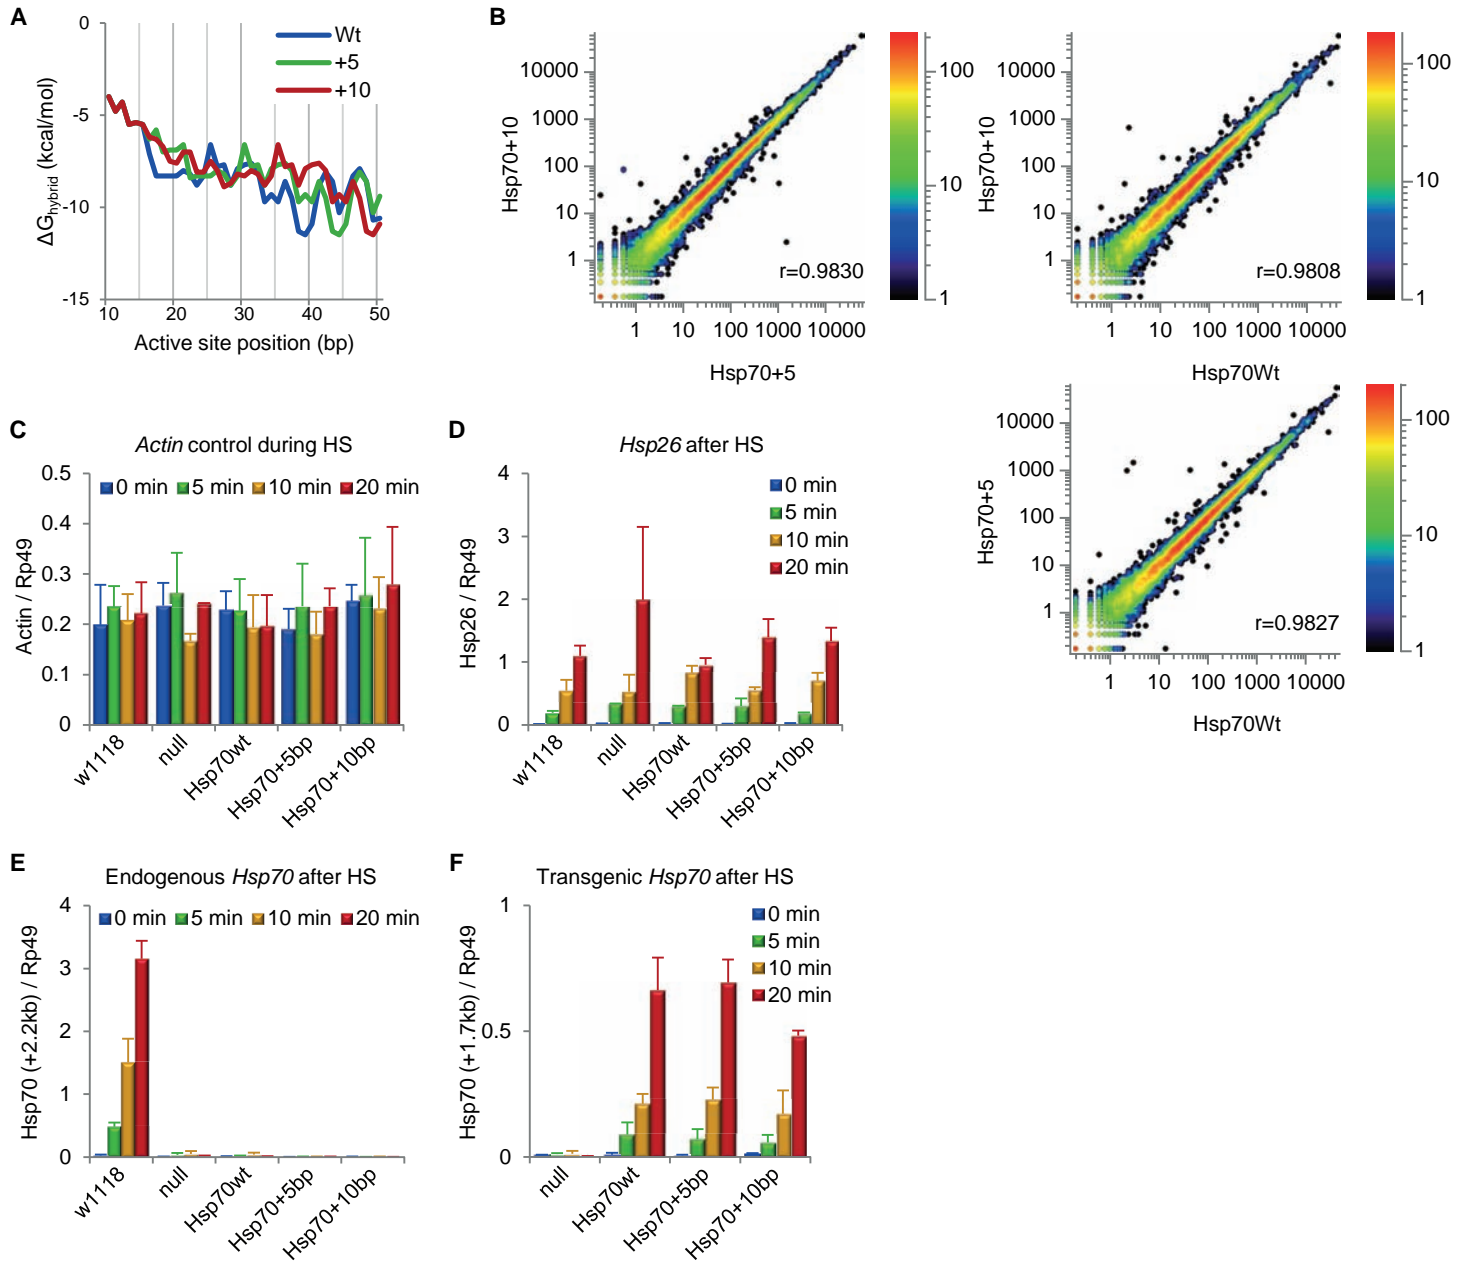 A
0
-5
-10
-15
ΔGhybrid (kcal/mol)
Wt
+5
+10
10 20 30 40 50
Active site position (bp)
B
Hsp70+10
10000
1000
100
10
1
r=0.9830
1 10 100 1000 10000
Hsp70+5
100
10
1
Hsp70+10
10000
1000
100
10
1
r=0.9808
1 10 100 1000 10000
Hsp70Wt
100
10
1
Hsp70+5
10000
1000
100
10
1
r=0.9827
1 10 100 1000 10000
Hsp70Wt
100
10
1
C
Actin control during HS
0 min 5 min 10 min 20 min
Actin / Rp49
0.5
0.4
0.3
0.2
0.1
0
w1118
null
Hsp70wt
Hsp70+5bp
Hsp70+10bp
D
Hsp26 after HS
0 min
5 min
10 min
20 min
Hsp26 / Rp49
4
3
2
1
0
w1118
null
Hsp70wt
Hsp70+5bp
Hsp70+10bp
E
Endogenous Hsp70 after HS
0 min 5 min 10 min 20 min
Hsp70 (+2.2kb) / Rp49
4
3
2
1
0
w1118
null
Hsp70wt
Hsp70+5bp
Hsp70+10bp
F
Transgenic Hsp70 after HS
0 min
5 min
10 min
20 min
Hsp70 (+1.7kb) / Rp49
1
0.5
0
null
Hsp70wt
Hsp70+5bp
Hsp70+10bp